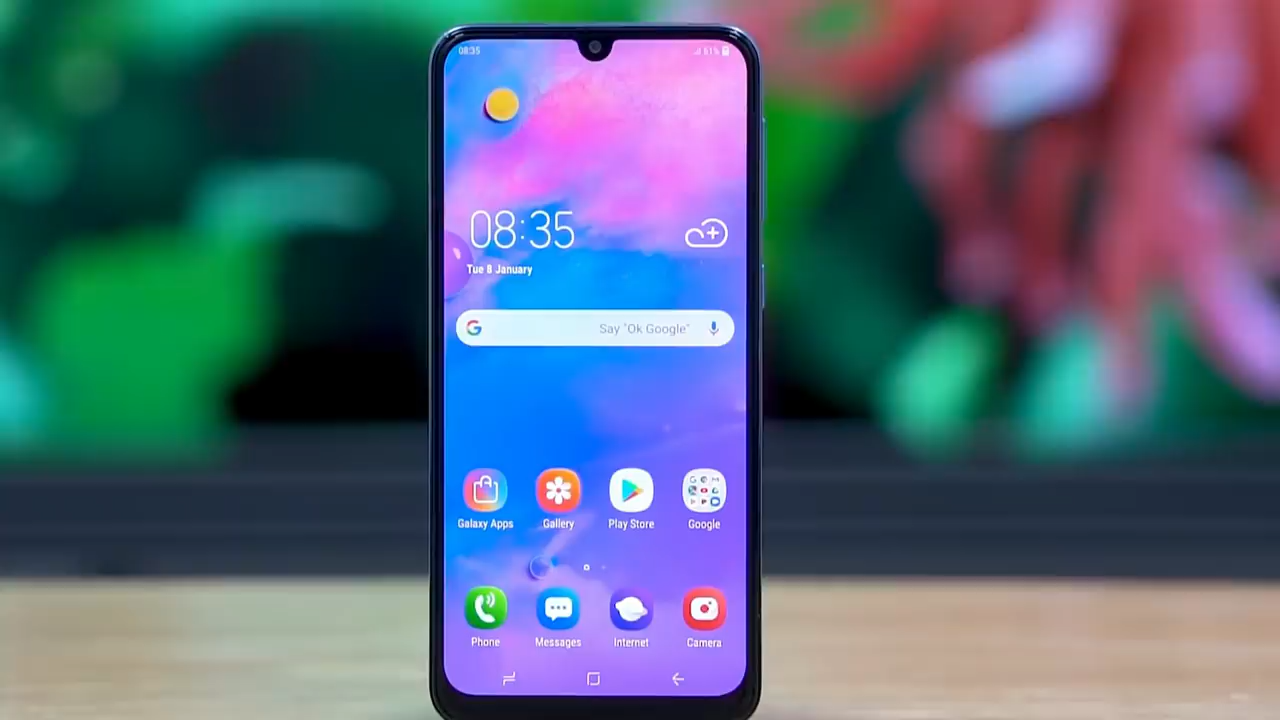 08:35 61%
08:35
Tue 8 January
G Say "Ok Google"
Galaxy Apps Gallery Play Store Google
Phone Messages Internet Camera